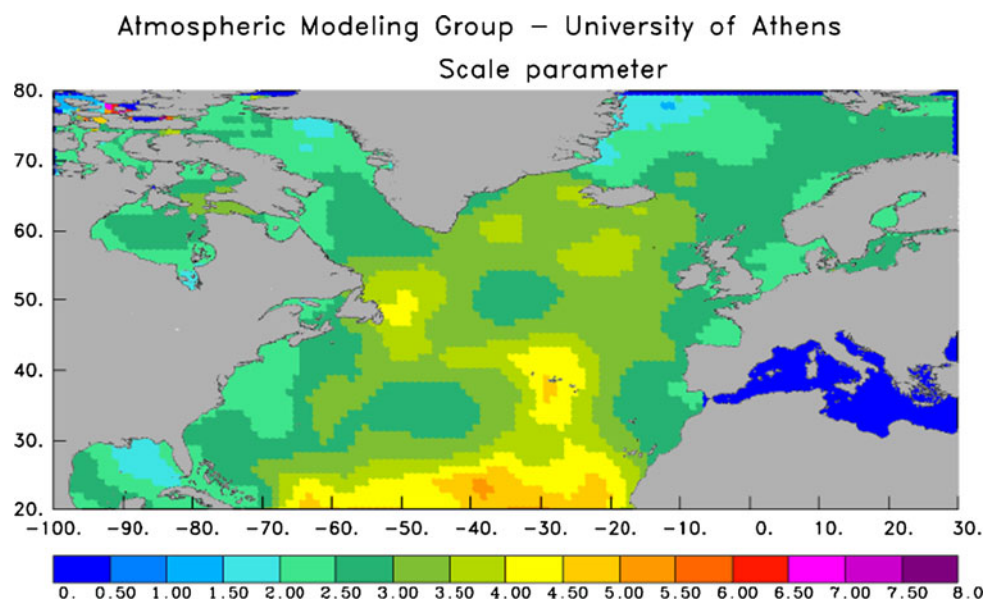 Atmospheric Modeling Group – University of Athens
Scale parameter
80.
70.
60.
50.
40.
30.
20.
-100. -90. -80. -70. -60. -50. -40. -30. -20. -10. 0. 10. 20. 30.
0. 0.50 1.00 1.50 2.00 2.50 3.00 3.50 4.00 4.50 5.00 5.50 6.00 6.50 7.00 7.50 8.0